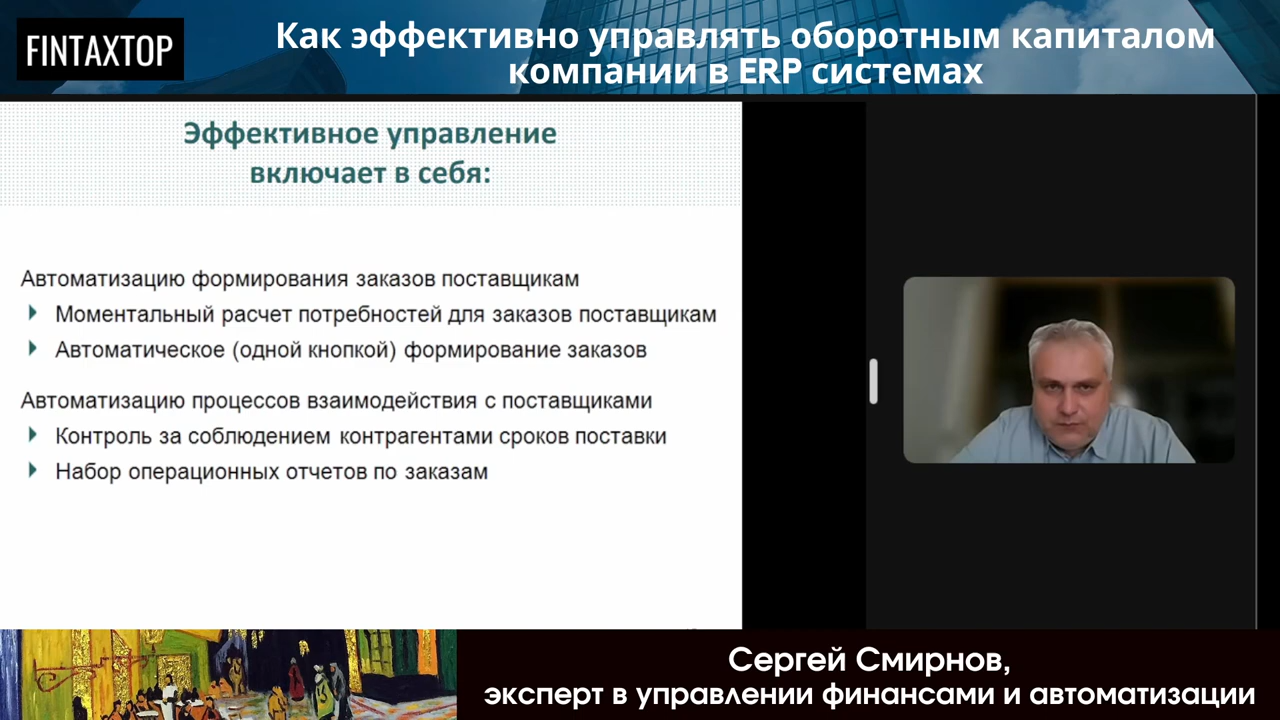 FINTAXTOP
Как эффективно управлять оборотным капиталом
компании в ERP системах
Эффективное управление
включает в себя:
Автоматизацию формирования заказов поставщикам
Моментальный расчет потребностей для заказов поставщикам
Автоматическое (одной кнопкой) формирование заказов
Автоматизацию процессов взаимодействия с поставщиками
Контроль за соблюдением контрагентами сроков поставки
Набор операционных отчетов по заказам
Сергей Смирнов,
эксперт в управлении финансами и автоматизации